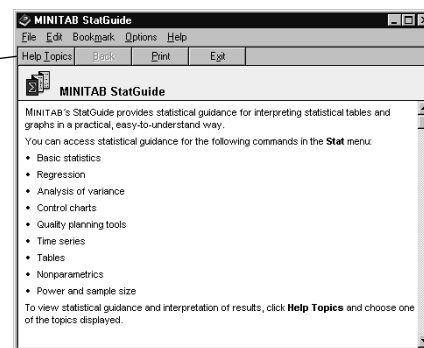 MINITAB StatGuide
File Edit Bookmark Options Help
Help Topics Back Print Exit
MINITAB StatGuide
MINITAB's StatGuide provides statistical guidance for interpreting statistical tables and
graphs in a practical, easy-to-understand way.
You can access statistical guidance for the following commands in the Stat menu:
• Basic statistics
• Regression
• Analysis of variance
• Control charts
• Quality planning tools
• Time series
• Tables
• Nonparametrics
• Power and sample size
To view statistical guidance and interpretation of results, click Help Topics and choose one
of the topics displayed.